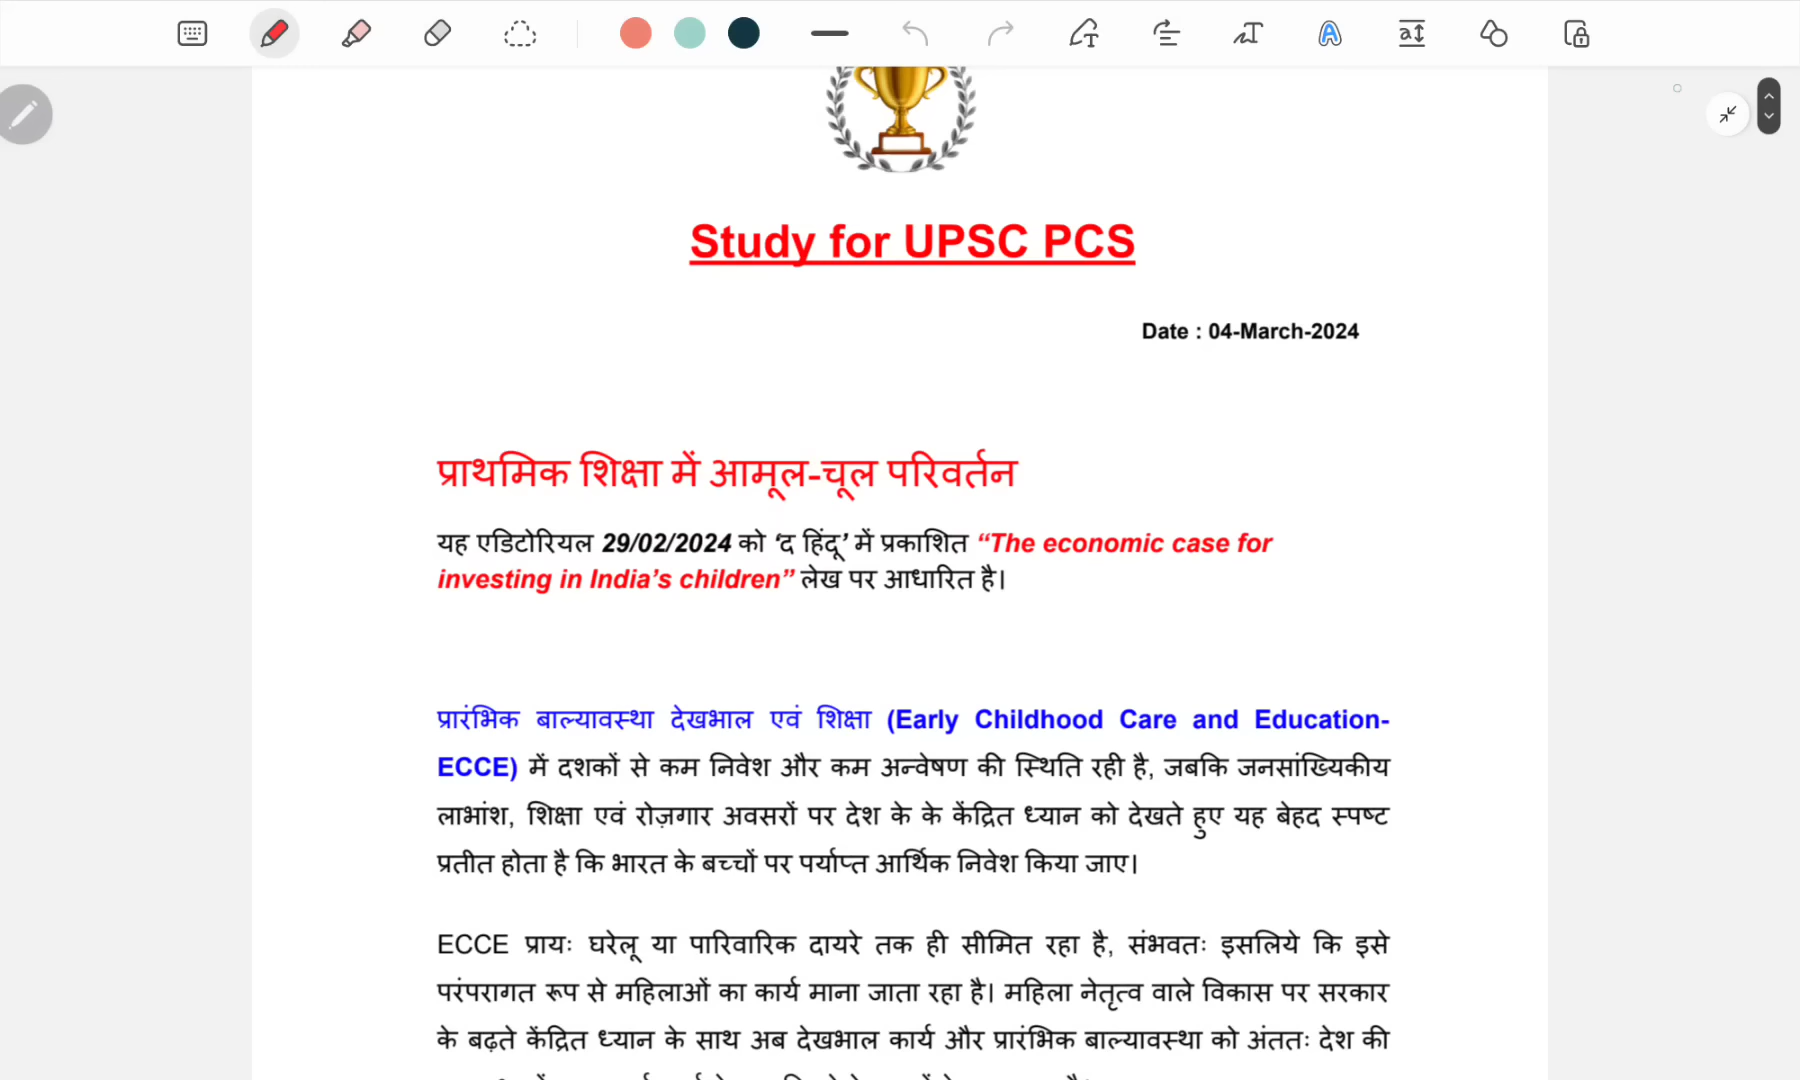 Study for UPSC PCS
Date : 04-March-2024
प्राथमिक शिक्षा में आमूल-चूल परिवर्तन
यह एडिटोरियल 29/02/2024 को ‘द हिंदू’ में प्रकाशित “The economic case for
investing in India’s children” लेख पर आधारित है।
प्रारंभिक बाल्यावस्था देखभाल एवं शिक्षा (Early Childhood Care and Education-
ECCE) में दशकों से कम निवेश और कम अन्वेषण की स्थिति रही है, जबकि जनसांख्यिकीय
लाभांश, शिक्षा एवं रोज़गार अवसरों पर देश के के केंद्रित ध्यान को देखते हुए यह बेहद स्पष्ट
प्रतीत होता है कि भारत के बच्चों पर पर्याप्त आर्थिक निवेश किया जाए।
ECCE प्रायः घरेलू या पारिवारिक दायरे तक ही सीमित रहा है, संभवतः इसलिये कि इसे
परंपरागत रूप से महिलाओं का कार्य माना जाता रहा है। महिला नेतृत्व वाले विकास पर सरकार
के बढ़ते केंद्रित ध्यान के साथ अब देखभाल कार्य और प्रारंभिक बाल्यावस्था को अंततः देश की